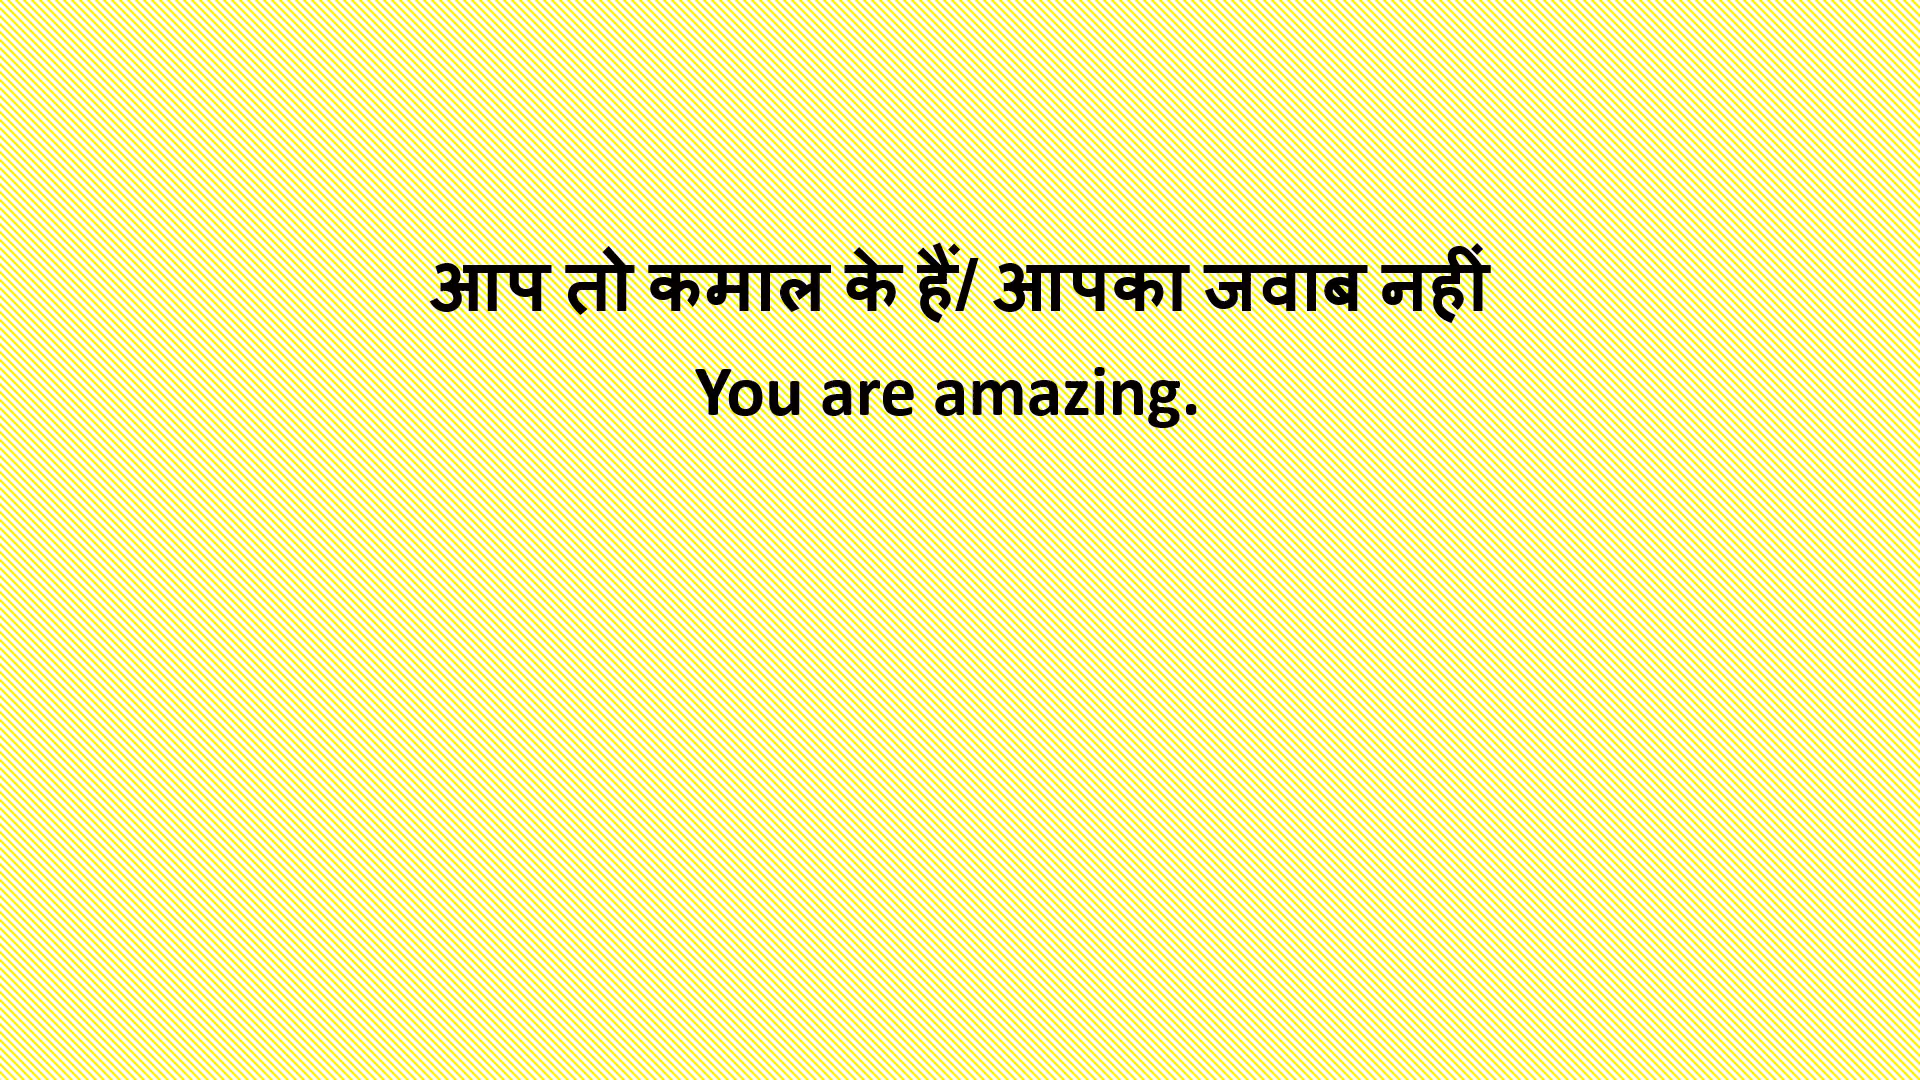 आप तो कमाल के हैं/ आपका जवाब नहीं
You are amazing.